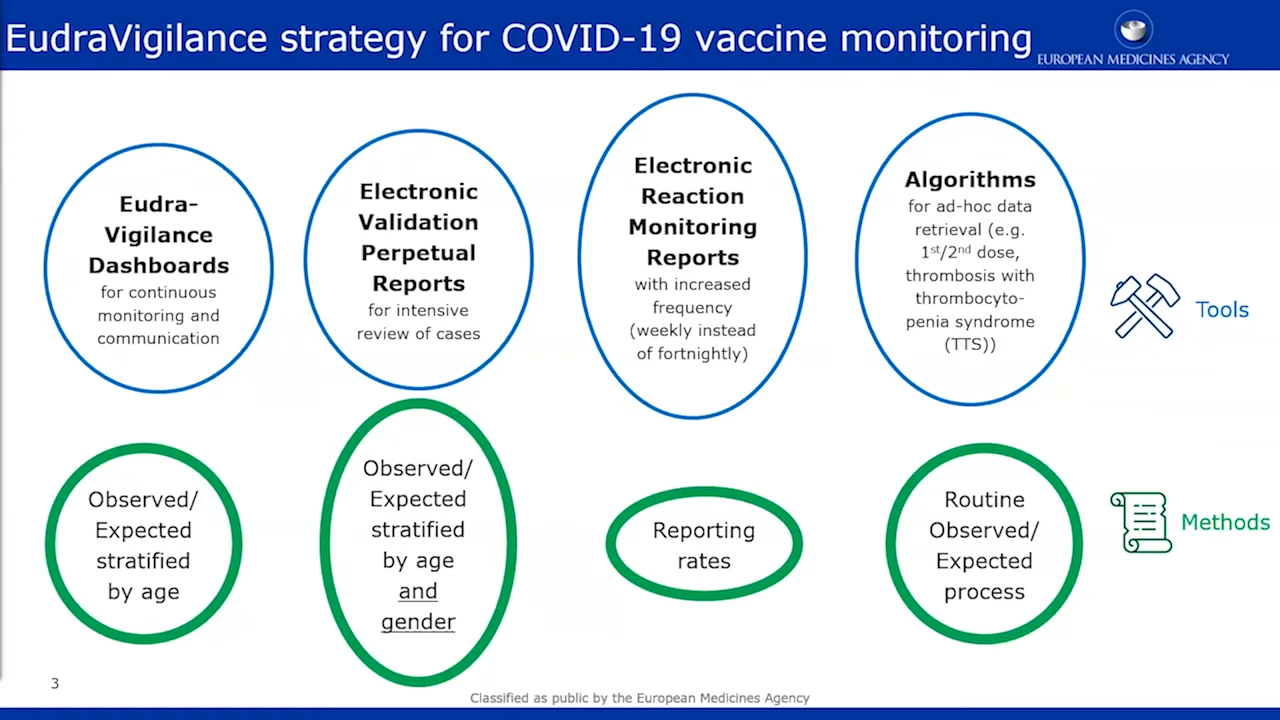 EudraVigilance strategy for COVID-19 vaccine monitoring
EUROPEAN MEDICINES AGENCY
Eudra-
Vigilance
Dashboards
for continuous
monitoring and
communication
Electronic
Validation
Perpetual
Reports
for intensive
review of cases
Electronic
Reaction
Monitoring
Reports
with increased
frequency
(weekly instead
of fortnightly)
Algorithms
for ad-hoc data
retrieval (e.g.
1st/2nd dose,
thrombosis with
thrombocyto-
penia syndrome
(TTS))
Tools
Observed/
Expected
stratified
by age
Observed/
Expected
stratified
by age
and
gender
Reporting
rates
Routine
Observed/
Expected
process
Methods
3
Classified as public by the European Medicines Agency